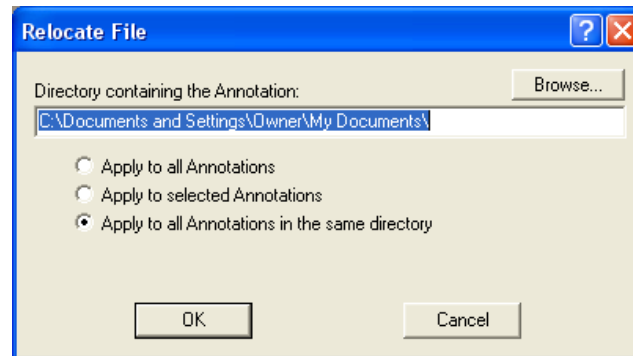 Relocate File
Directory containing the Annotation:
Browse...
C:\Documents and Settings\Owner\My Documents\
Apply to all Annotations
Apply to selected Annotations
Apply to all Annotations in the same directory
OK
Cancel